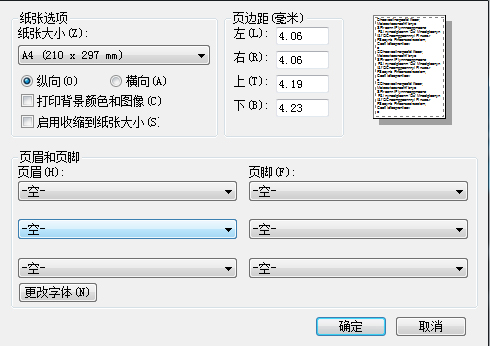 纸张选项
纸张大小(Z):
A4 (210 x 297 mm)
纵向(O)
横向(A)
打印背景颜色和图像(C)
启用收缩到纸张大小(S
页边距(毫米)
左(L): 4.06
右(R): 4.06
上(T): 4.19
下(B): 4.23
页眉和页脚
页眉(H):
页脚(F):
-空-
-空-
-空-
-空-
-空-
-空-
更改字体(N)
确定
取消